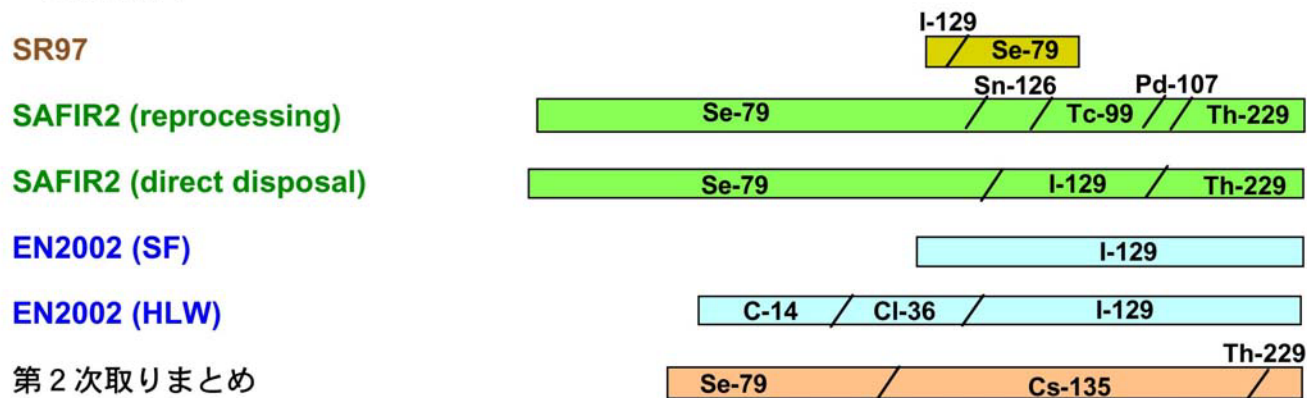 I-129
SR97 Se-79
Sn-126 Pd-107
SAFIR2 (reprocessing) Se-79 Tc-99 Th-229
SAFIR2 (direct disposal) Se-79 I-129 Th-229
EN2002 (SF) I-129
EN2002 (HLW) C-14 Cl-36 I-129
Th-229
第2次取りまとめ Se-79 Cs-135